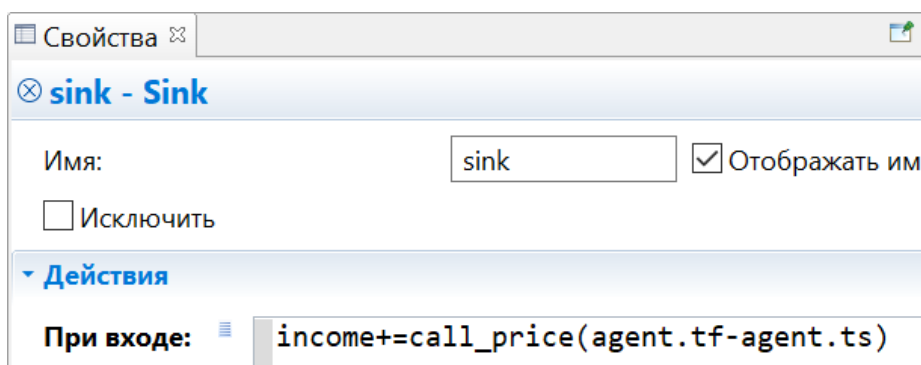 Свойства
sink - Sink
Имя: sink Отображать им
Исключить
Действия
При входе: income+=call_price(agent.tf-agent.ts)